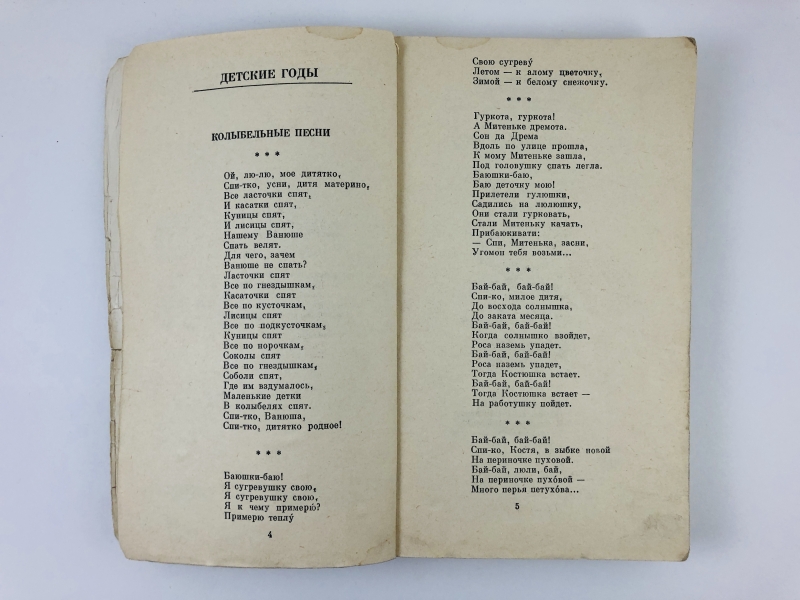 ДЕТСКИЕ ГОДЫ
КОЛЫБЕЛЬНЫЕ ПЕСНИ
* * *
Ой, лю-лю, мое дитятко,
Спи-тко, усни, дитя материно,
Все ласточки спят,
И касатки спят,
Куницы спят,
И лисицы спят,
Нашему Ванюше
Спать велят.
Для чего, зачем
Ванюше не спать?
Ласточки спят
Все по гнездышкам,
Касаточки спят
Все по кусточкам,
Лисицы спят
Все по подкусточкам,
Куницы спят
Все по норочкам,
Соколы спят
Все по гнездышкам,
Соболи спят,
Где им вздумалось,
Маленькие детки
В колыбелях спят.
Спи-тко, Ванюша,
Спи-тко, дитятко родное!
* * *
Баюшки-баю!
Я сугревушку свою,
Я сугревушку свою,
Я к чему примерю?
Примерю теплу́
4
Свою сугреву́
Летом — к алому цветочку,
Зимой — к белому снежочку.
* * *
Гуркота, гуркота!
А Митеньке дремота.
Сон да Дрема
Вдоль по улице прошла,
К мому Митеньке зашла,
Под головушку спать легла.
Баюшки-баю,
Баю деточку мою!
Прилетели гулюшки,
Садились на люлюшку,
Они стали гурковать,
Стали Митеньку качать,
Прибаюкивати:
— Спи, Митенька, засни,
Угомон тебя возьми...
* * *
Бай-бай, бай-бай!
Спи-ко, милое дитя,
До восхода солнышка,
До заката месяца.
Бай-бай, бай-бай!
Когда солнышко взойдет,
Роса наземь упадет.
Бай-бай, бай-бай!
Роса наземь упадет,
Тогда Костюшка встает.
Бай-бай, бай-бай!
Тогда Костюшка встает —
На работушку пойдет.
* * *
Бай-бай, бай-бай!
Спи-ко, Костя, в зыбке новой
На периночке пуховой.
Бай-бай, люли, бай,
На периночке пухо́вой —
Много перья петухо́ва...
5